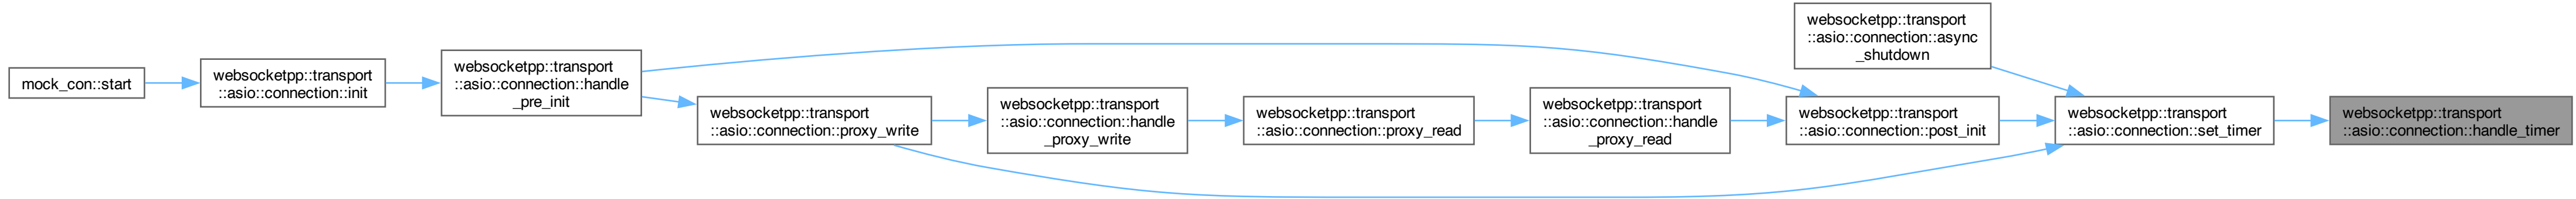 mock_con::start
websocketpp::transport
::asio::connection::init
websocketpp::transport
::asio::connection::handle
_pre_init
websocketpp::transport
::asio::connection::proxy_write
websocketpp::transport
::asio::connection::handle
_proxy_write
websocketpp::transport
::asio::connection::proxy_read
websocketpp::transport
::asio::connection::handle
_proxy_read
websocketpp::transport
::asio::connection::async
_shutdown
websocketpp::transport
::asio::connection::post_init
websocketpp::transport
::asio::connection::set_timer
websocketpp::transport
::asio::connection::handle_timer